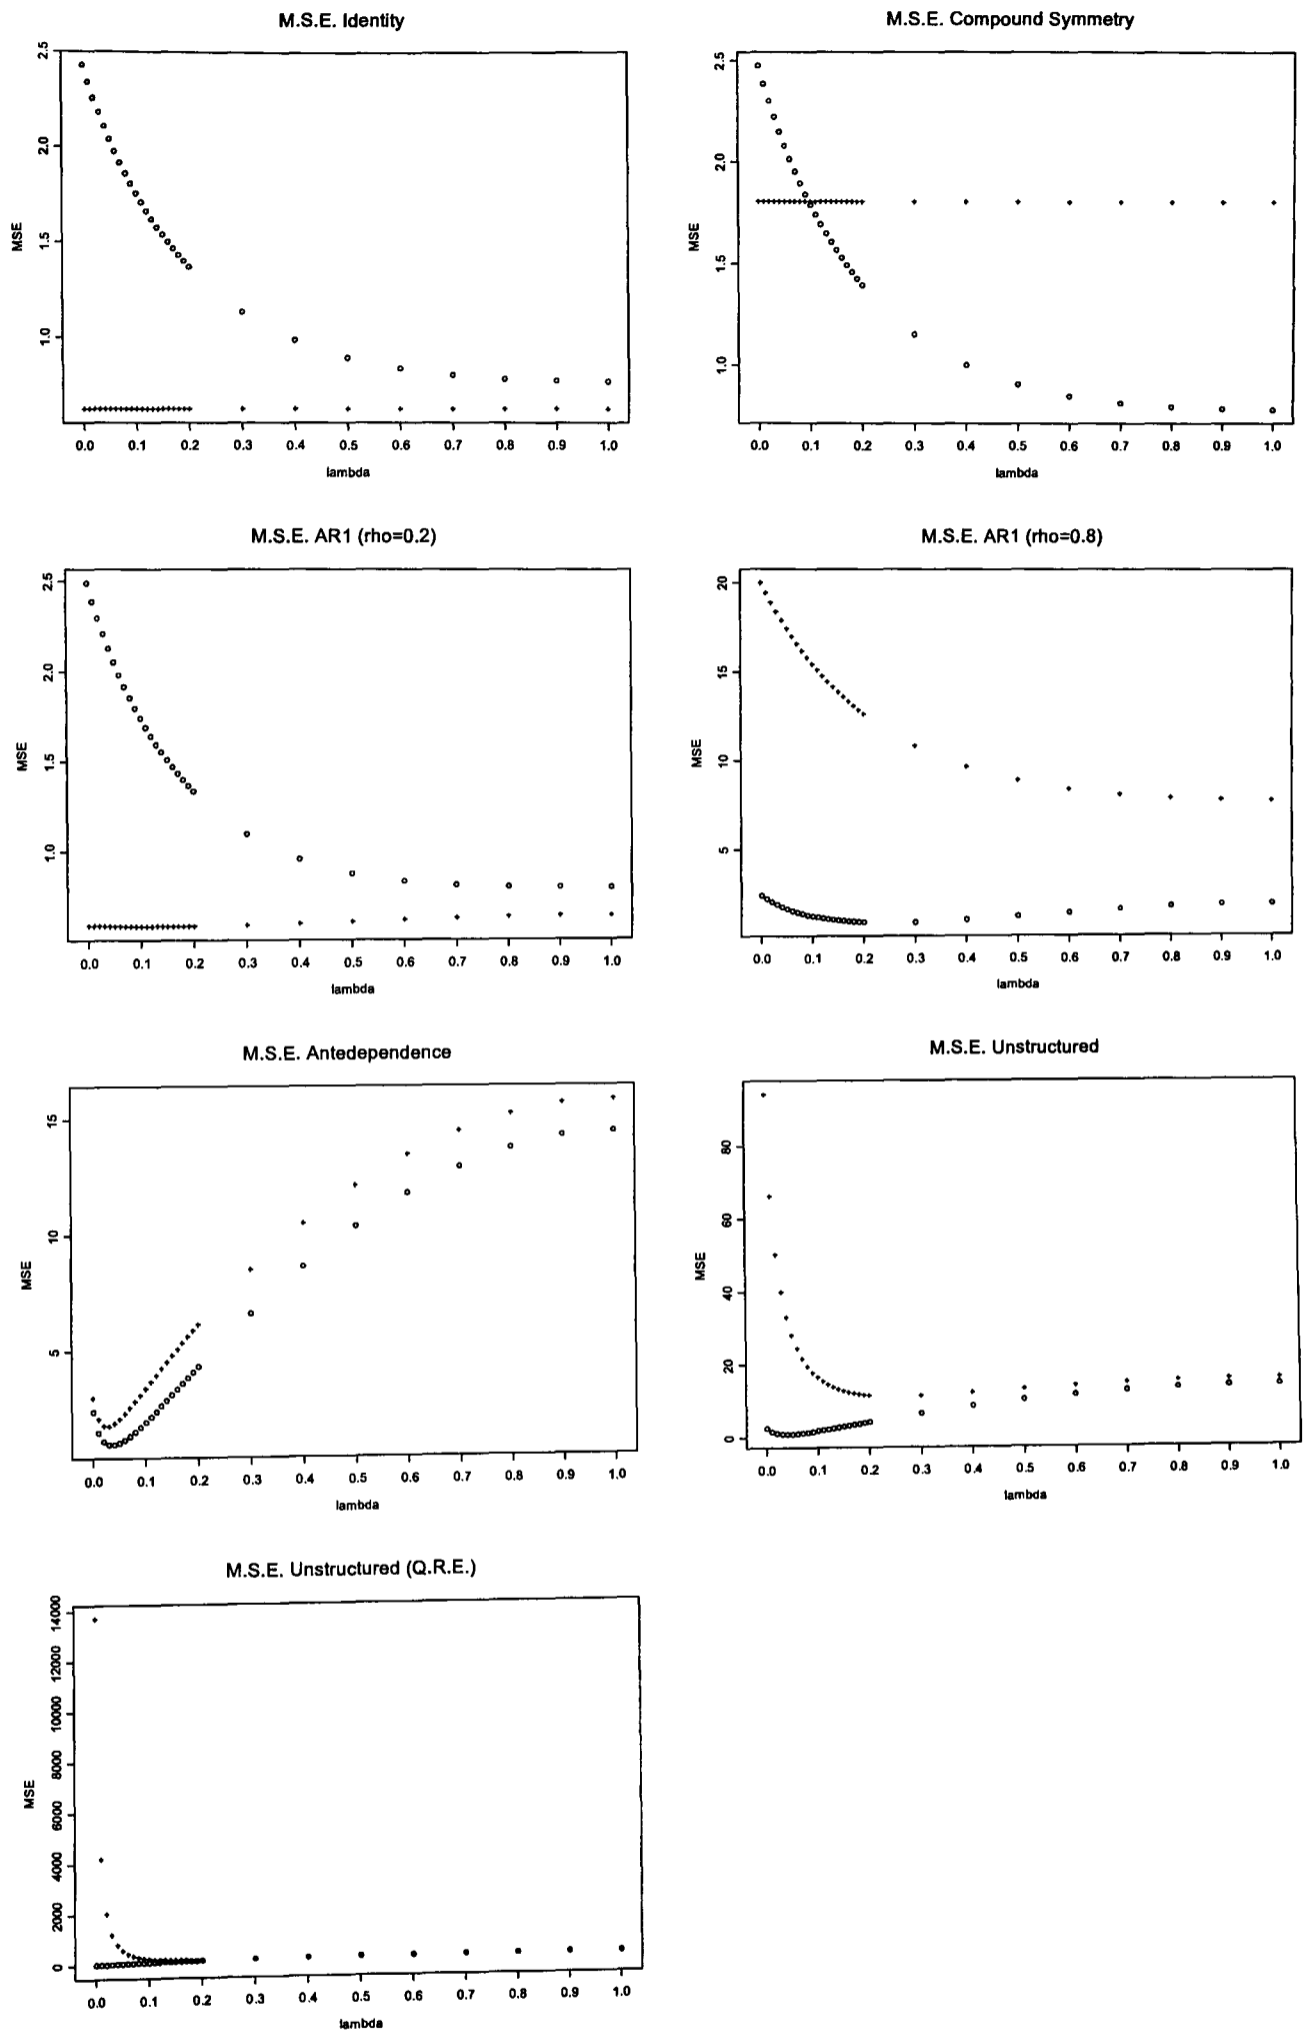 M.S.E. Identity
MSE
2.5
2.0
1.5
1.0
0.0 0.1 0.2 0.3 0.4 0.5 0.6 0.7 0.8 0.9 1.0
lambda
M.S.E. Compound Symmetry
MSE
2.5
2.0
1.5
1.0
0.0 0.1 0.2 0.3 0.4 0.5 0.6 0.7 0.8 0.9 1.0
lambda
M.S.E. AR1 (rho=0.2)
MSE
2.5
2.0
1.5
1.0
0.0 0.1 0.2 0.3 0.4 0.5 0.6 0.7 0.8 0.9 1.0
lambda
M.S.E. AR1 (rho=0.8)
MSE
20
15
10
5
0.0 0.1 0.2 0.3 0.4 0.5 0.6 0.7 0.8 0.9 1.0
lambda
M.S.E. Antedependence
MSE
15
10
5
0.0 0.1 0.2 0.3 0.4 0.5 0.6 0.7 0.8 0.9 1.0
lambda
M.S.E. Unstructured
MSE
80
60
40
20
0
0.0 0.1 0.2 0.3 0.4 0.5 0.6 0.7 0.8 0.9 1.0
lambda
M.S.E. Unstructured (Q.R.E.)
MSE
14000
12000
10000
8000
6000
4000
2000
0
0.0 0.1 0.2 0.3 0.4 0.5 0.6 0.7 0.8 0.9 1.0
lambda